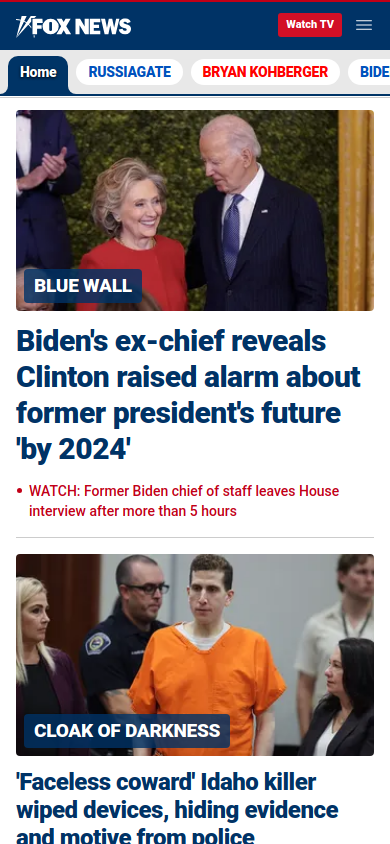 FOX NEWS
Watch TV
Home
RUSSIAGATE
BRYAN KOHBERGER
BIDE
BLUE WALL
Biden's ex-chief reveals
Clinton raised alarm about
former president's future
'by 2024'
• WATCH: Former Biden chief of staff leaves House
interview after more than 5 hours
CLOAK OF DARKNESS
'Faceless coward' Idaho killer
wiped devices, hiding evidence
and motive from police